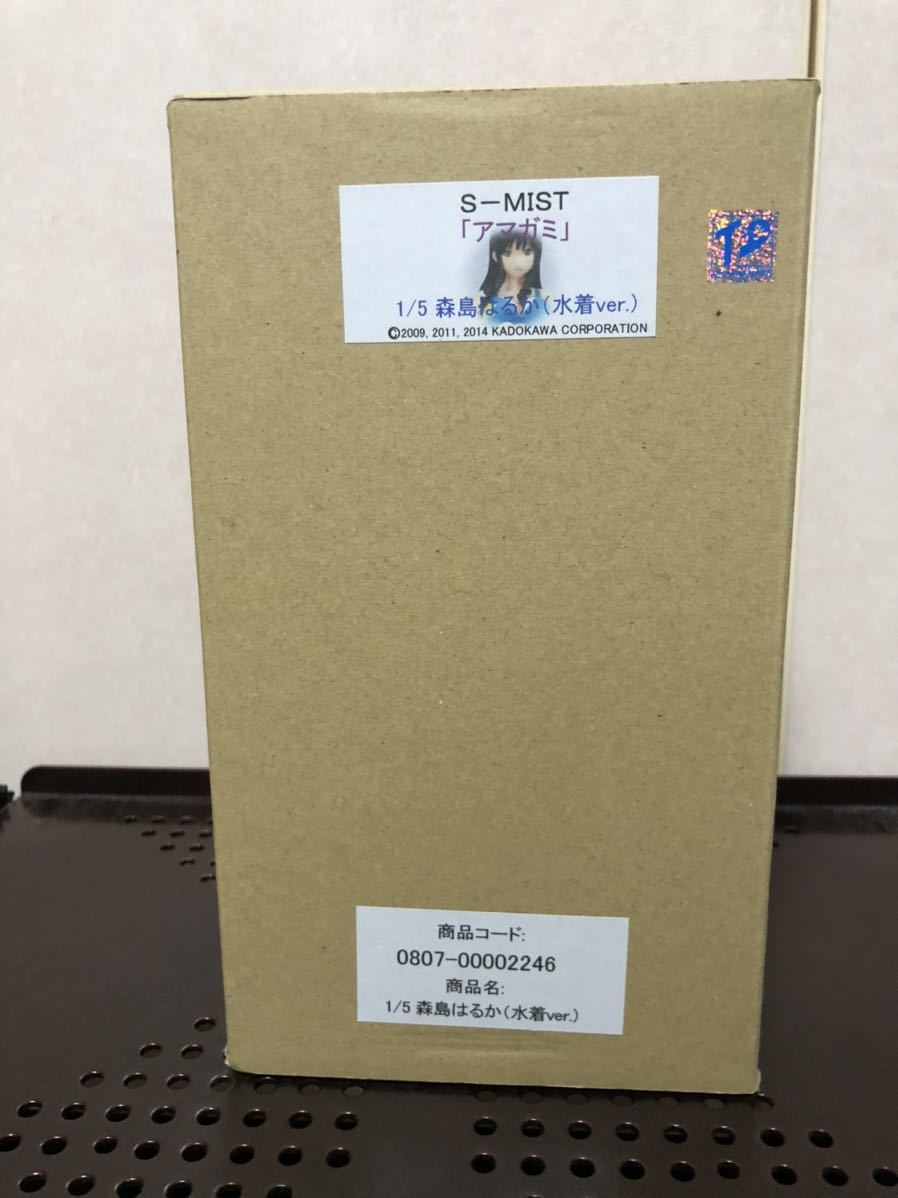 S-MIST
「アマガミ」
1/5 森島はるか(水着ver.)
©2009, 2011, 2014 KADOKAWA CORPORATION
商品コード:
0807-00002246
商品名:
1/5 森島はるか(水着ver.)